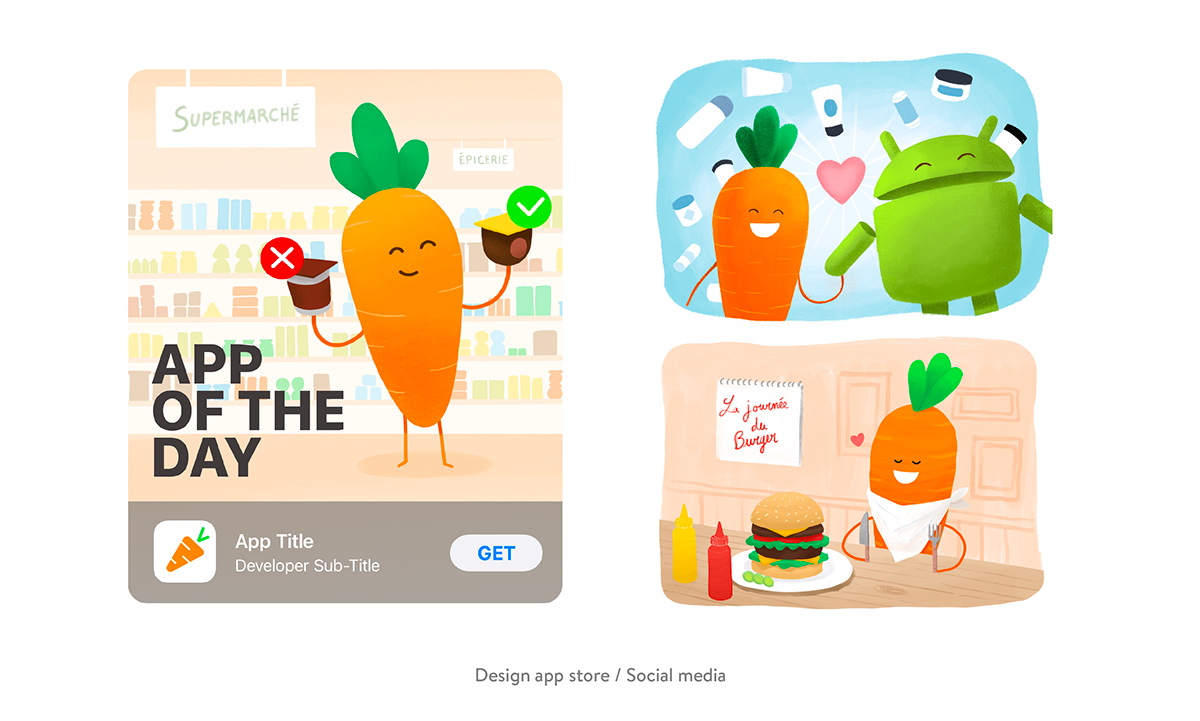 SUPERMARCHÉ
ÉPICERIE
APP
OF THE
DAY
App Title
Developer Sub-Title
GET
La journée
du
Burger
Design app store / Social media